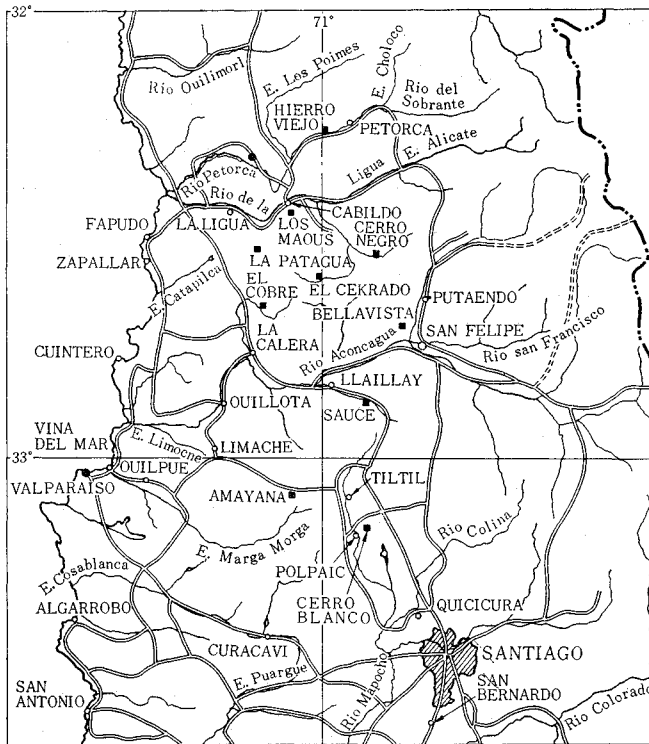 32°
71°
Rio Quilimorl
E. Los Poimes
E. Choloco
Rio del
Sobrante
HIERRO
VIEJO
PETORCA
E. Alicate
Rio Petorca
Ligua
Rio de la
FAPUDO
LA LIGUA
LOS
MAOUS
CABILDO
CERRO
NEGRO
ZAPALLAR
LA PATAGUA
E. Catapilca
EL
COBRE
EL CEKRADO
PUTAENDO
BELLAVISTA
CUINTERO
LA
CALERA
Rio Aconcagua
SAN FELIPE
Rio san Francisco
LLAILLAY
OUILLOTA
SAUCE
VINA
DEL MAR
E. Limocne
LIMACHE
33°
OUILPUE
TILTIL
VALPARAISO
AMAYANA
Rio Colina
E. Marga Morga
E. Cosablanca
POLPAIC
CERRO
BLANCO
QUICICURA
ALGARROBO
CURACAVI
SANTIAGO
E. Puargue
Rio Mapocho
SAN
BERNARDO
SAN
ANTONIO
Rio Colorado